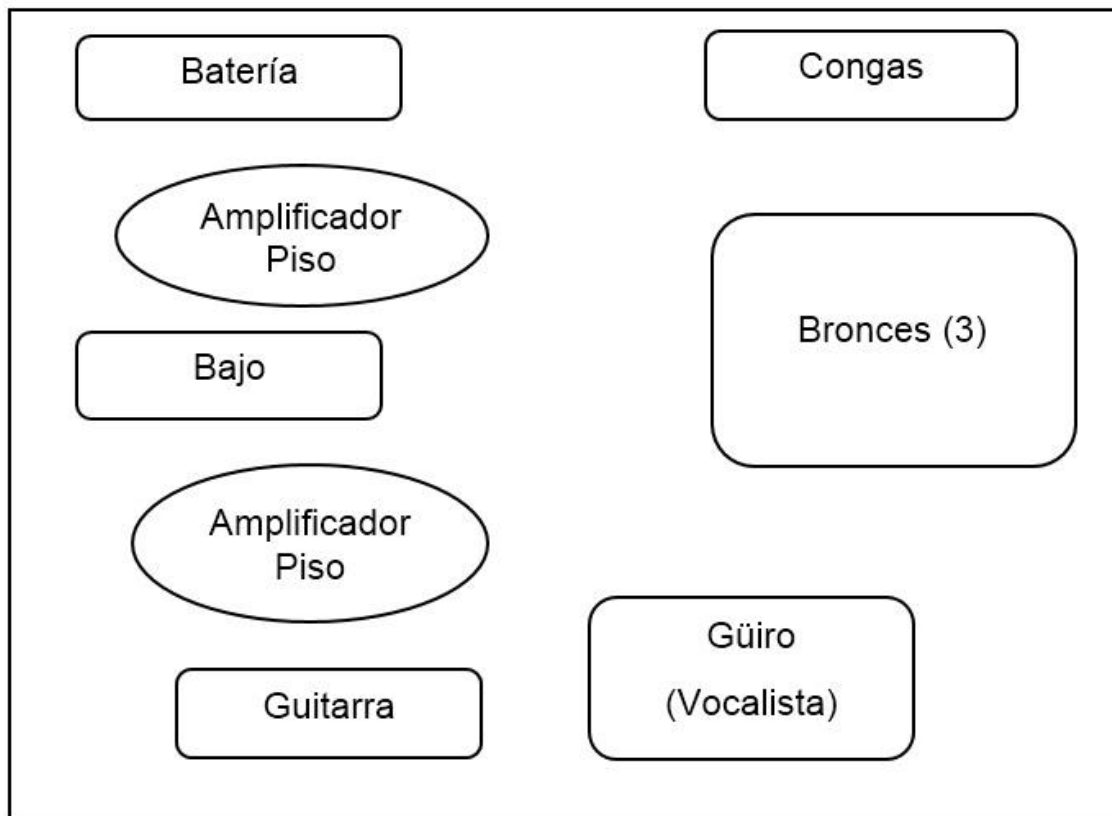 Batería
Congas
Amplificador
Piso
Bronces (3)
Bajo
Amplificador
Piso
Güiro
(Vocalista)
Guitarra